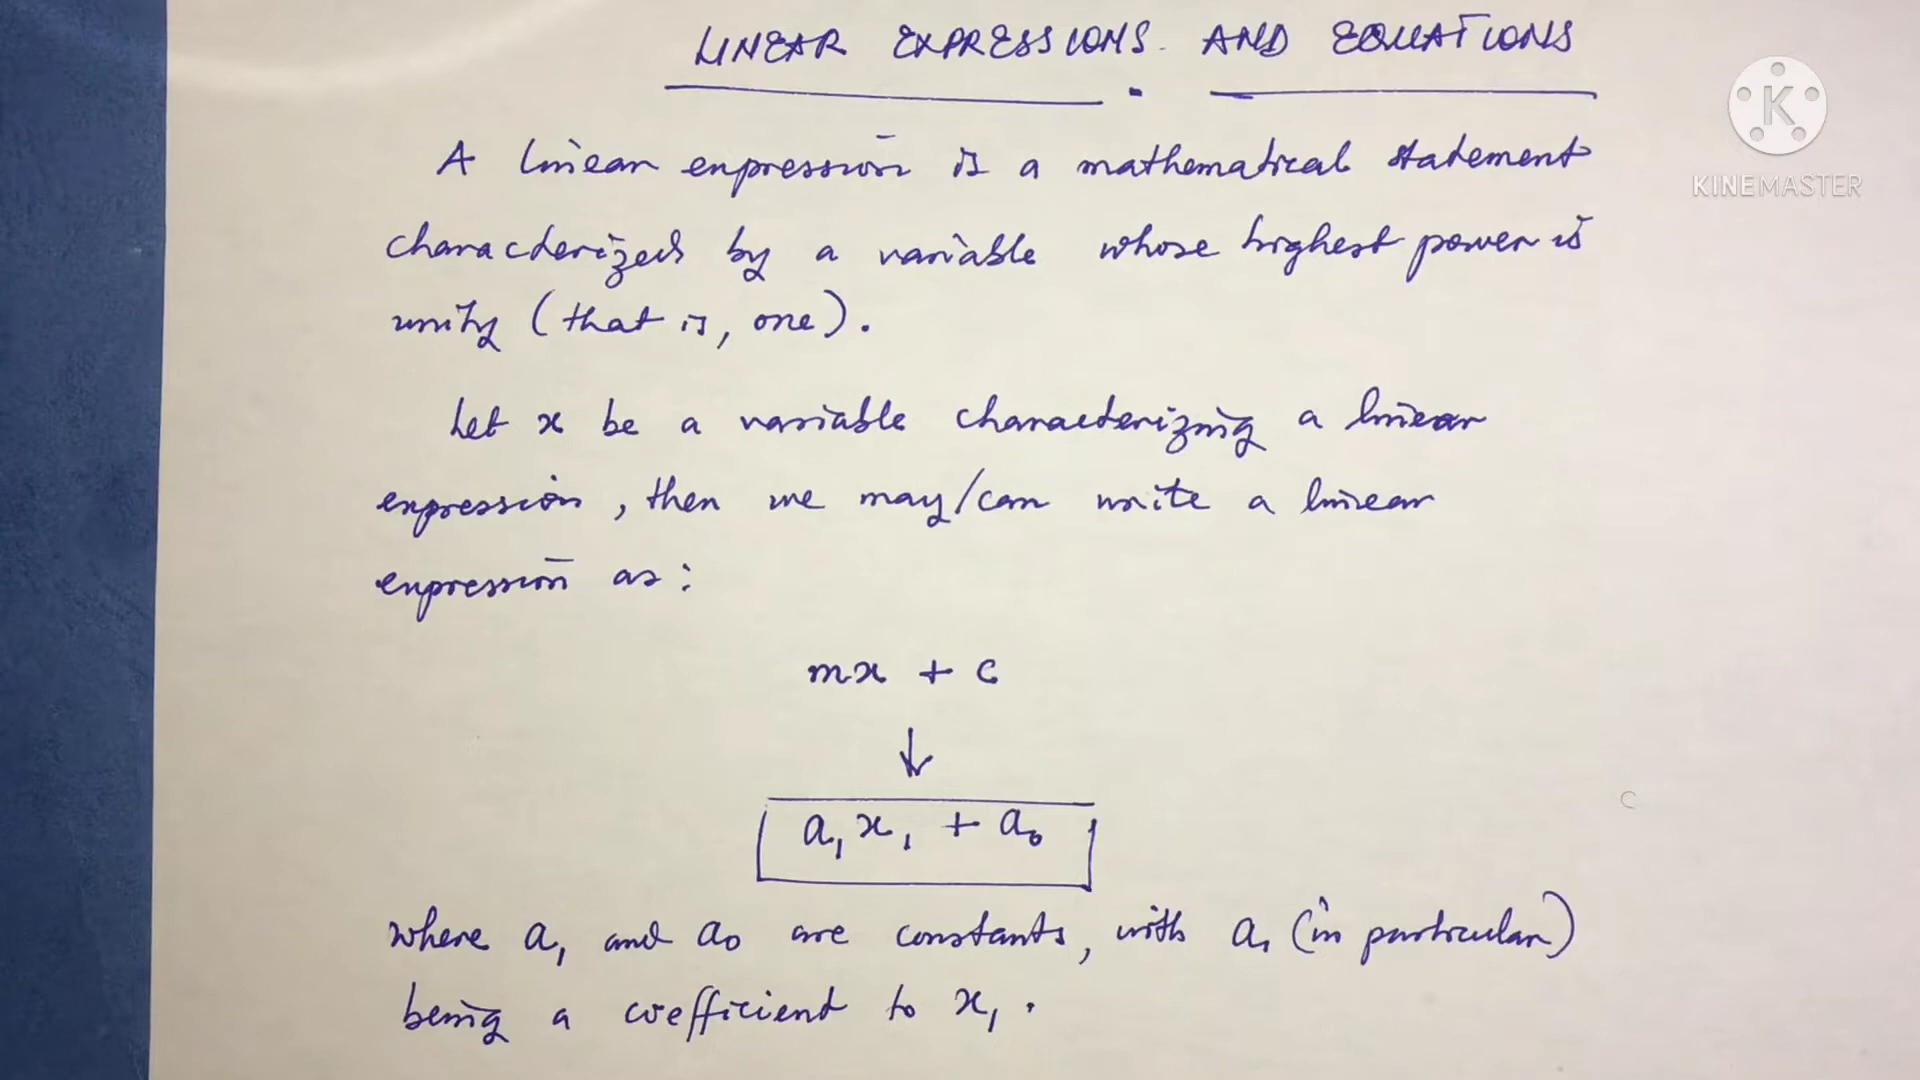 LINEAR EXPRESSIONS AND EQUATIONS
A linear expression is a mathematical statement
characterized by a variable whose highest power is
unity (that is, one).
Let x be a variable characterizing a linear
expression, then we may/can write a linear
expression as:
mx + c
↓
a₁x₁ + a₀
where a₁ and a₀ are constants, with a₁ (in particular)
being a coefficient to x₁.
K
KINEMASTER